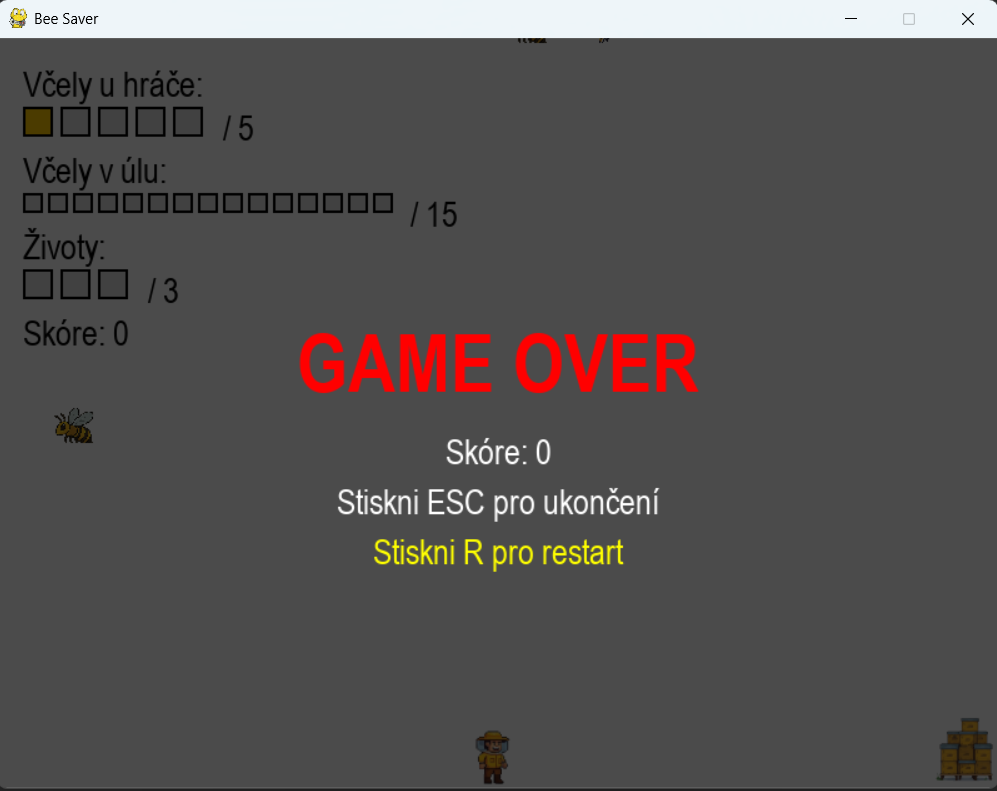 Bee Saver
Včely u hráče:
/ 5
Včely v úlu:
/ 15
Životy:
/ 3
Skóre: 0
GAME OVER
Skóre: 0
Stiskni ESC pro ukončení
Stiskni R pro restart